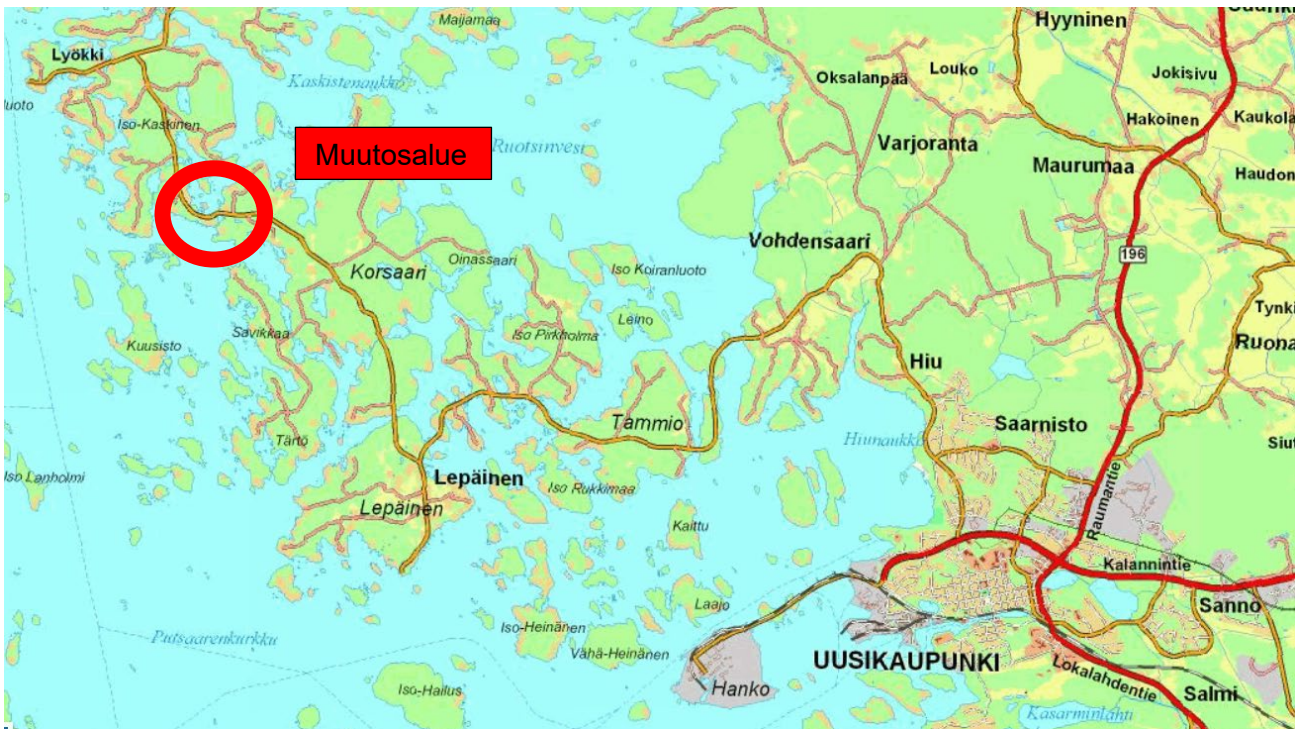 Maijamaa
Hyyninen
Lyökki
Kaskistenaukko
Oksalanpää
Louko
Jokisivu
luoto
Iso-Kaskinen
Hakoinen
Kaukola
Muutosalue
Ruotsinvesi
Varjoranta
Maurumaa
Haudon
Vohdensaari
196
Korsaari
Oinassaari
Iso Koiranluoto
Leino
Tynki
Savikkaa
Iso Pirkholma
Kuusisto
Ruona
Hiu
Tammio
Saarnisto
Tärtö
Hiunaukko
Siut
Iso Lanholmi
Lepäinen
Iso Rukkimaa
Lepäinen
Kaittu
Raumantie
Kalannintie
Laajo
Sanno
Iso-Heinänen
Putsaarenkurkku
Vähä-Heinänen
UUSIKAUPUNKI
Lokalahdentie
Iso-Hailus
Hanko
Salmi
Kasarminlahti